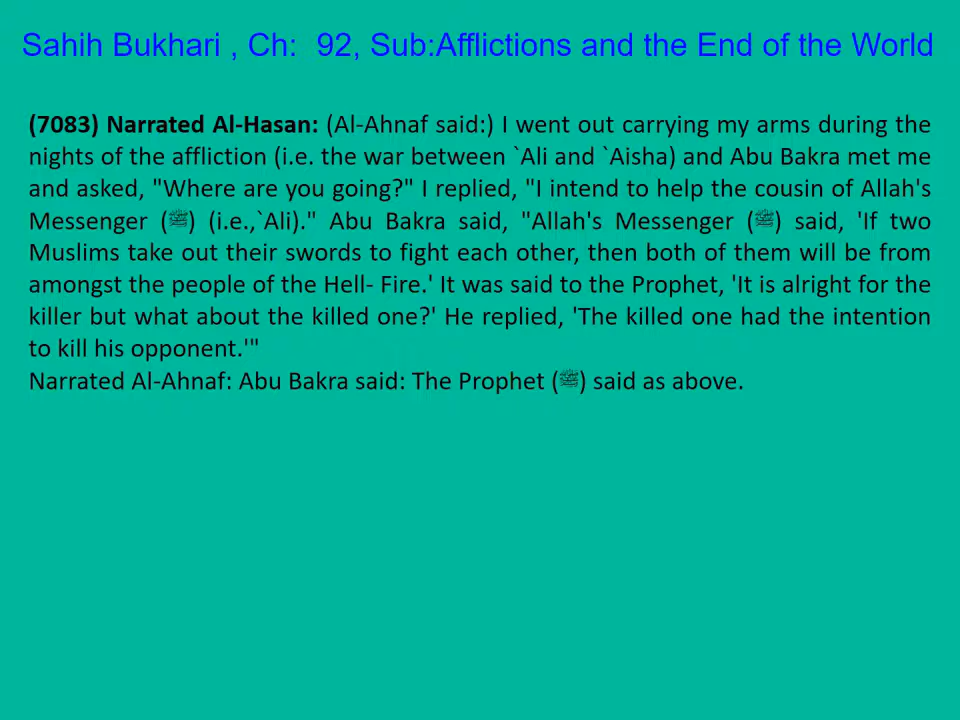 Sahih Bukhari , Ch:  92, Sub:Afflictions and the End of the World
(7083) Narrated Al-Hasan: (Al-Ahnaf said:) I went out carrying my arms during the
nights of the affliction (i.e. the war between `Ali and `Aisha) and Abu Bakra met me
and asked, "Where are you going?" I replied, "I intend to help the cousin of Allah's
Messenger (ﷺ) (i.e.,`Ali)." Abu Bakra said, "Allah's Messenger (ﷺ) said, 'If two
Muslims take out their swords to fight each other, then both of them will be from
amongst the people of the Hell- Fire.' It was said to the Prophet, 'It is alright for the
killer but what about the killed one?' He replied, 'The killed one had the intention
to kill his opponent.'"
Narrated Al-Ahnaf: Abu Bakra said: The Prophet (ﷺ) said as above.